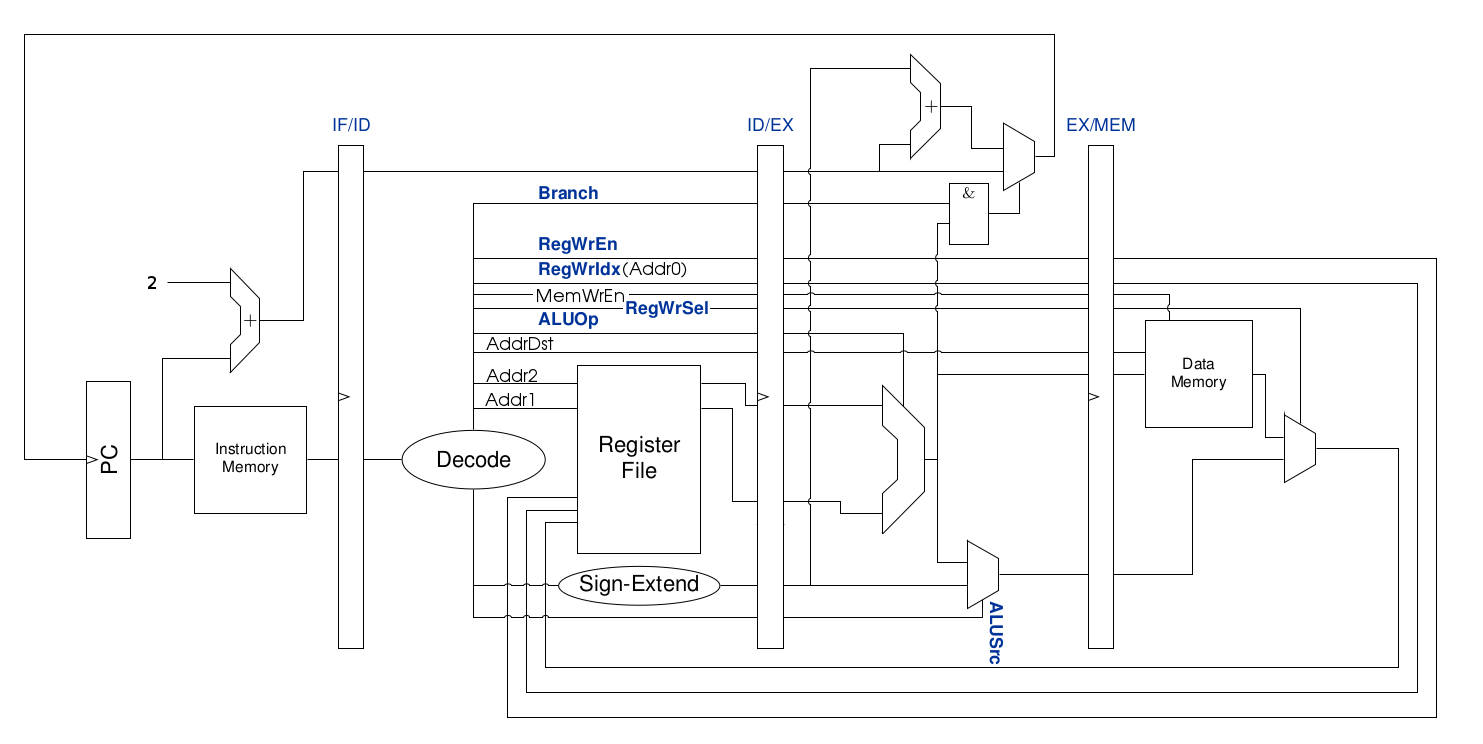 IF/ID
ID/EX
EX/MEM
+
Branch
&
RegWrEn
RegWrIdx(Addr0)
2
MemWrEn
RegWrSel
+
ALUOp
AddrDst
Data
Memory
Addr2
Addr1
PC
Instruction
Memory
Decode
Register
File
Sign-Extend
ALUSrc